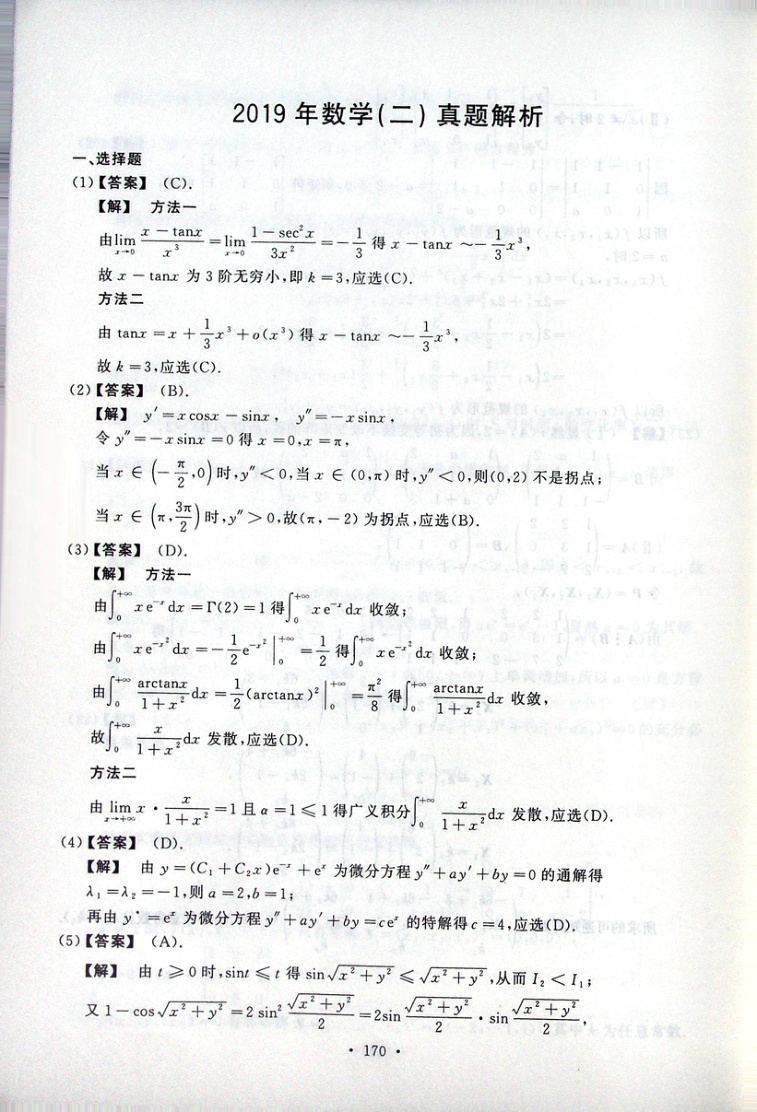 2019 年数学(二) 真题解析
一、选择题
(1)【答案】 (C).
【解】 方法一
由lim_{x→0} (x − tanx)/x³ = lim_{x→0} (1 − sec²x)/3x² = −1/3 得 x − tanx ～ −1/3 x³,
故 x − tanx 为 3 阶无穷小,即 k = 3,应选(C).
方法二
由 tanx = x + 1/3 x³ + o(x³) 得 x − tanx ～ −1/3 x³,
故 k = 3,应选(C).
(2)【答案】 (B).
【解】 y′ = x cosx − sinx, y″ = − x sinx,
令 y″ = − x sinx = 0 得 x = 0, x = π,
当 x ∈ (−π/2, 0) 时, y″ < 0, 当 x ∈ (0,π) 时, y″ < 0, 则(0,2) 不是拐点;
当 x ∈ (π, 3π/2) 时, y″ > 0, 故(π, −2) 为拐点,应选(B).
(3)【答案】 (D).
【解】 方法一
由∫₀^{+∞} x e^{−x} dx = Γ(2) = 1 得∫₀^{+∞} x e^{−x} dx 收敛;
由∫₀^{+∞} x e^{−x²} dx = −1/2 e^{−x²} |₀^{+∞} = 1/2 得∫₀^{+∞} x e^{−x²} dx 收敛;
由∫₀^{+∞} arctanx/(1+x²) dx = 1/2 (arctanx)² |₀^{+∞} = π²/8 得∫₀^{+∞} arctanx/(1+x²) dx 收敛,
故∫₀^{+∞} x/(1+x²) dx 发散,应选(D).
方法二
由 lim_{x→+∞} x · x/(1+x²) = 1 且 α = 1 ≤ 1 得广义积分∫₀^{+∞} x/(1+x²) dx 发散,应选(D).
(4)【答案】 (D).
【解】 由 y = (C₁ + C₂x)e^{−x} + e^x 为微分方程 y″ + ay′ + by = 0 的通解得
λ₁ = λ₂ = −1, 则 a = 2, b = 1;
再由 y* = e^x 为微分方程 y″ + ay′ + by = ce^x 的特解得 c = 4,应选(D).
(5)【答案】 (A).
【解】 由 t ≥ 0 时, sint ≤ t 得 sin√(x² + y²) ≤ √(x² + y²), 从而 I₂ < I₁;
又 1 − cos√(x² + y²) = 2 sin² √(x² + y²)/2 = 2sin √(x² + y²)/2 · sin √(x² + y²)/2,
• 170 •